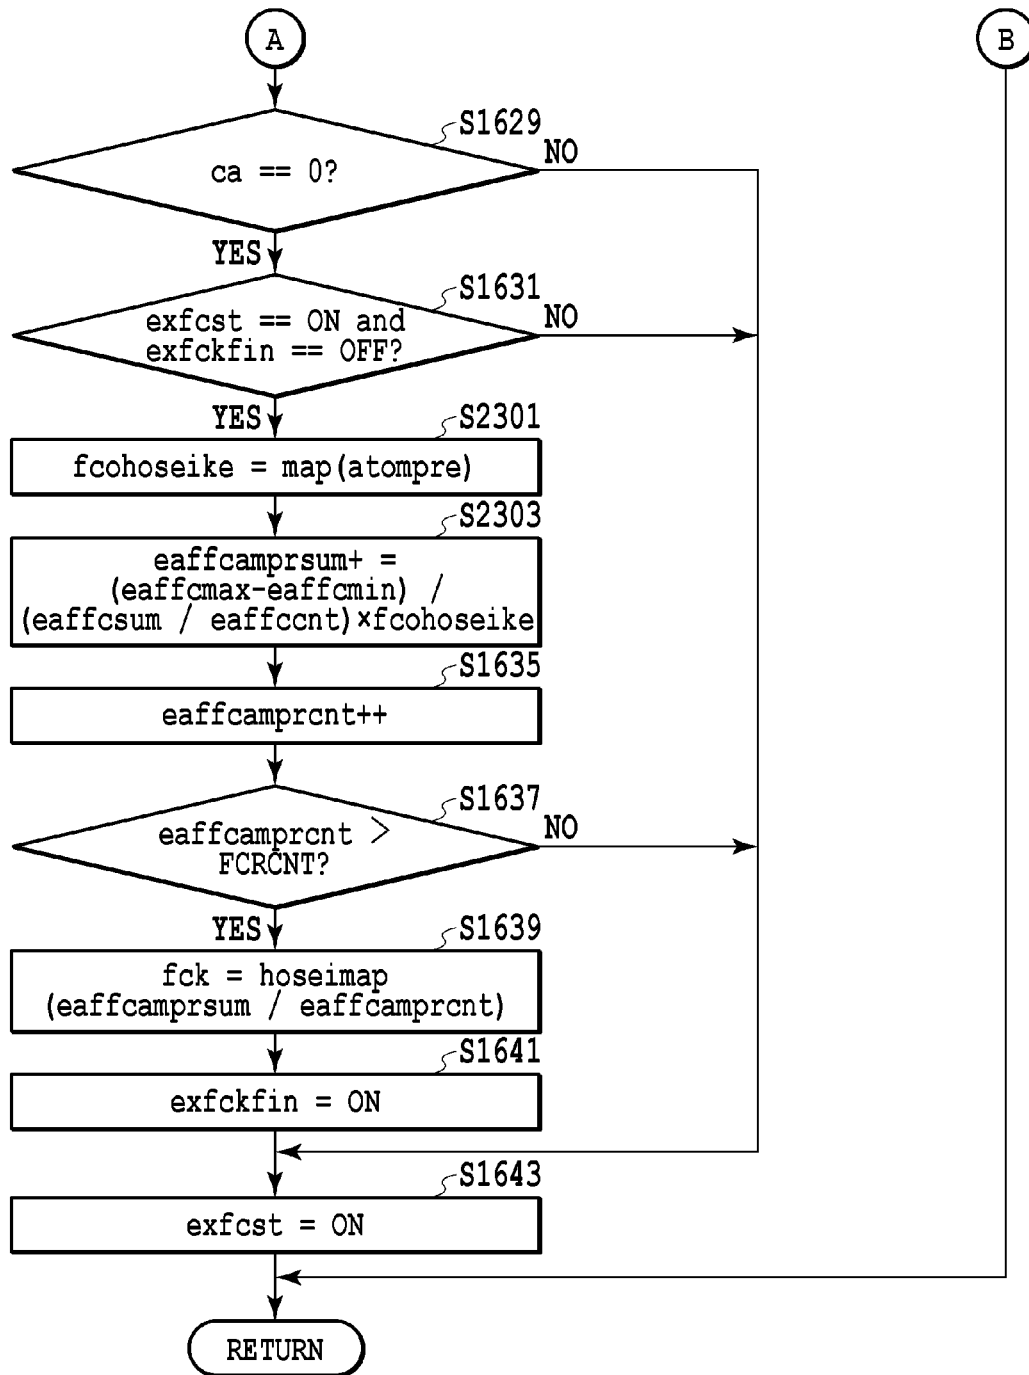 A
B
S1629
ca == 0?
NO
YES
S1631
exfcst == ON and
exfckfin == OFF?
NO
YES
S2301
fcohoseike = map(atompre)
S2303
eaffcamprsum+ =
(eaffcmax-eaffcmin) /
(eaffcsum / eaffccnt)×fcohoseike
S1635
eaffcamprcnt++
S1637
eaffcamprcnt >
FCRCNT?
NO
YES
S1639
fck = hoseimap
(eaffcamprsum / eaffcamprcnt)
S1641
exfckfin = ON
S1643
exfcst = ON
RETURN